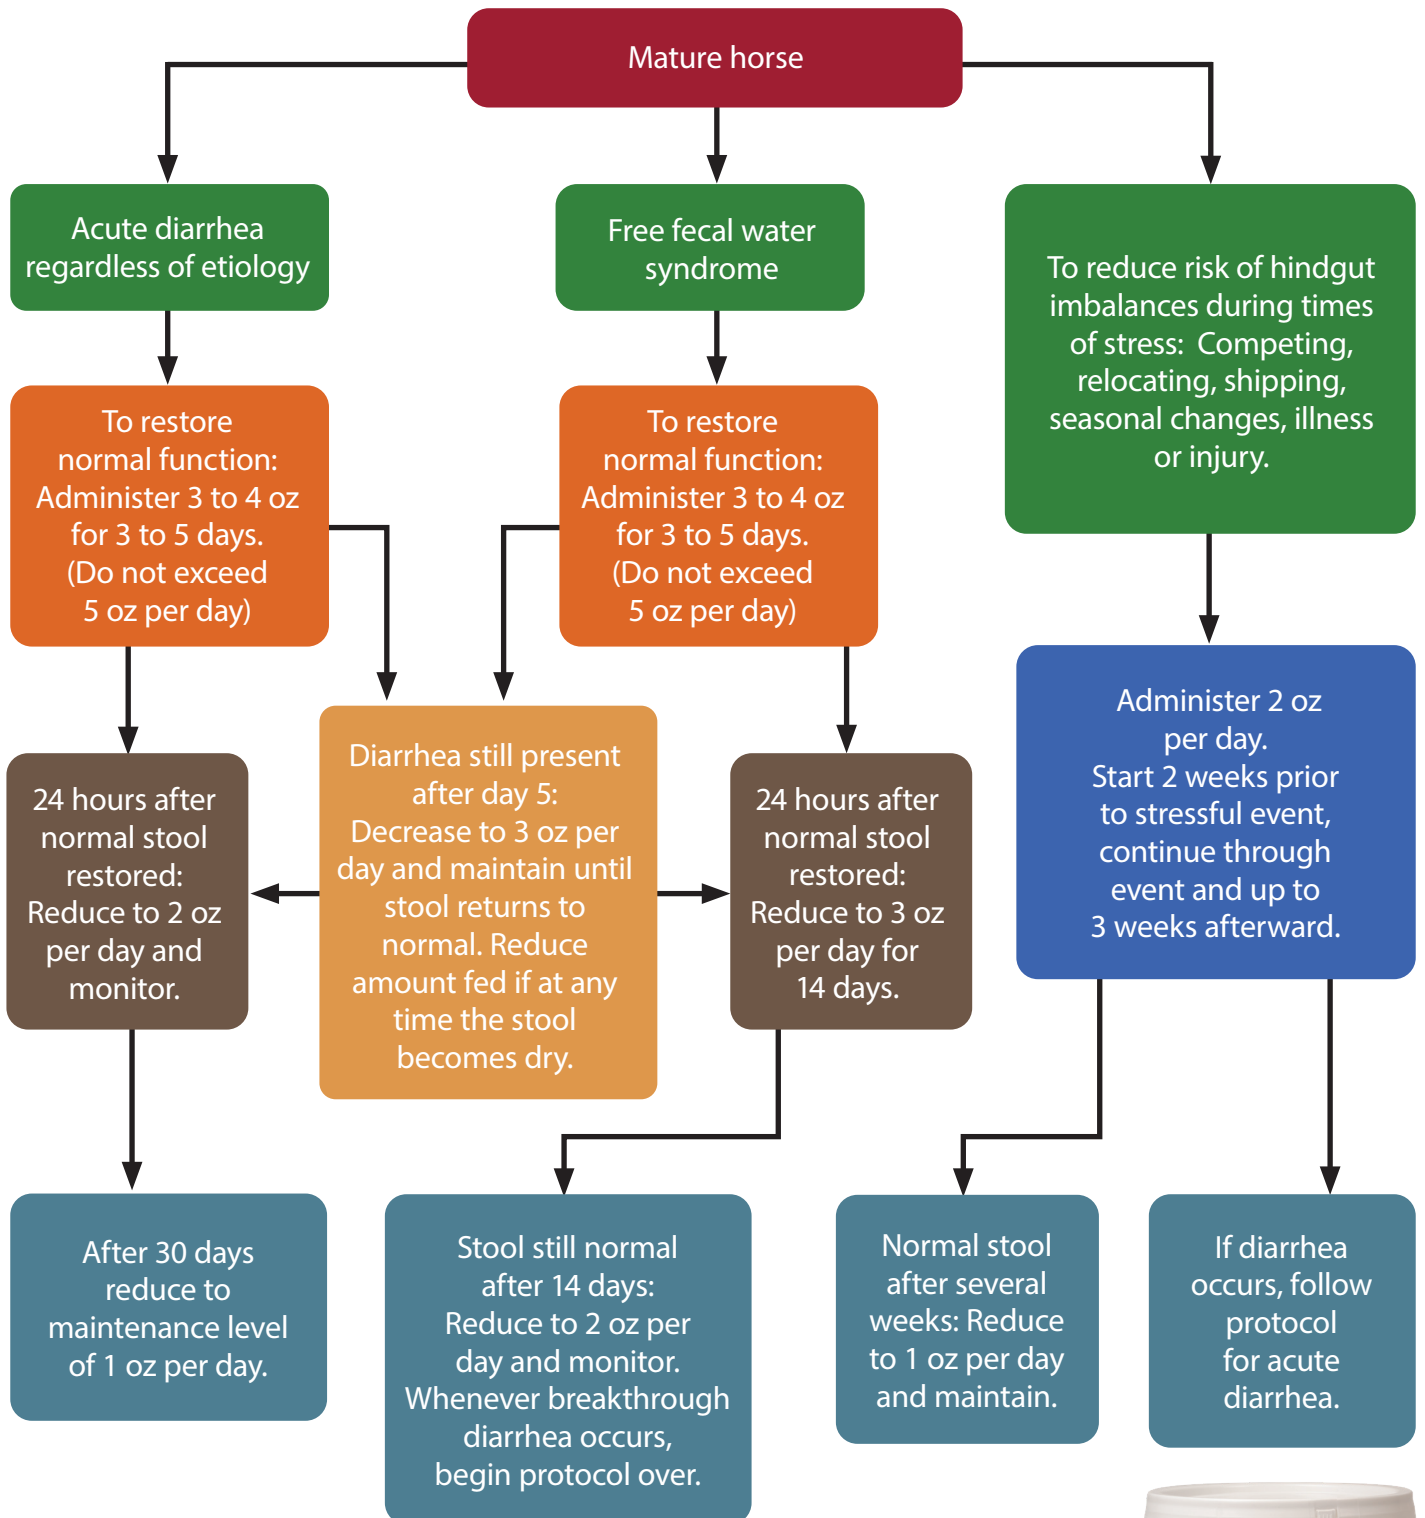 Mature horse
Acute diarrhea
regardless of etiology
Free fecal water
syndrome
To reduce risk of hindgut
imbalances during times
of stress:  Competing,
relocating, shipping,
seasonal changes, illness
or injury.
To restore
normal function:
Administer 3 to 4 oz
for 3 to 5 days.
(Do not exceed
5 oz per day)
To restore
normal function:
Administer 3 to 4 oz
for 3 to 5 days.
(Do not exceed
5 oz per day)
24 hours after
normal stool
restored:
Reduce to 2 oz
per day and
monitor.
Diarrhea still present
after day 5:
Decrease to 3 oz per
day and maintain until
stool returns to
normal. Reduce
amount fed if at any
time the stool
becomes dry.
24 hours after
normal stool
restored:
Reduce to 3 oz
per day for
14 days.
Administer 2 oz
per day.
Start 2 weeks prior
to stressful event,
continue through
event and up to
3 weeks afterward.
After 30 days
reduce to
maintenance level
of 1 oz per day.
Stool still normal
after 14 days:
Reduce to 2 oz per
day and monitor.
Whenever breakthrough
diarrhea occurs,
begin protocol over.
Normal stool
after several
weeks: Reduce
to 1 oz per day
and maintain.
If diarrhea
occurs, follow
protocol
for acute
diarrhea.